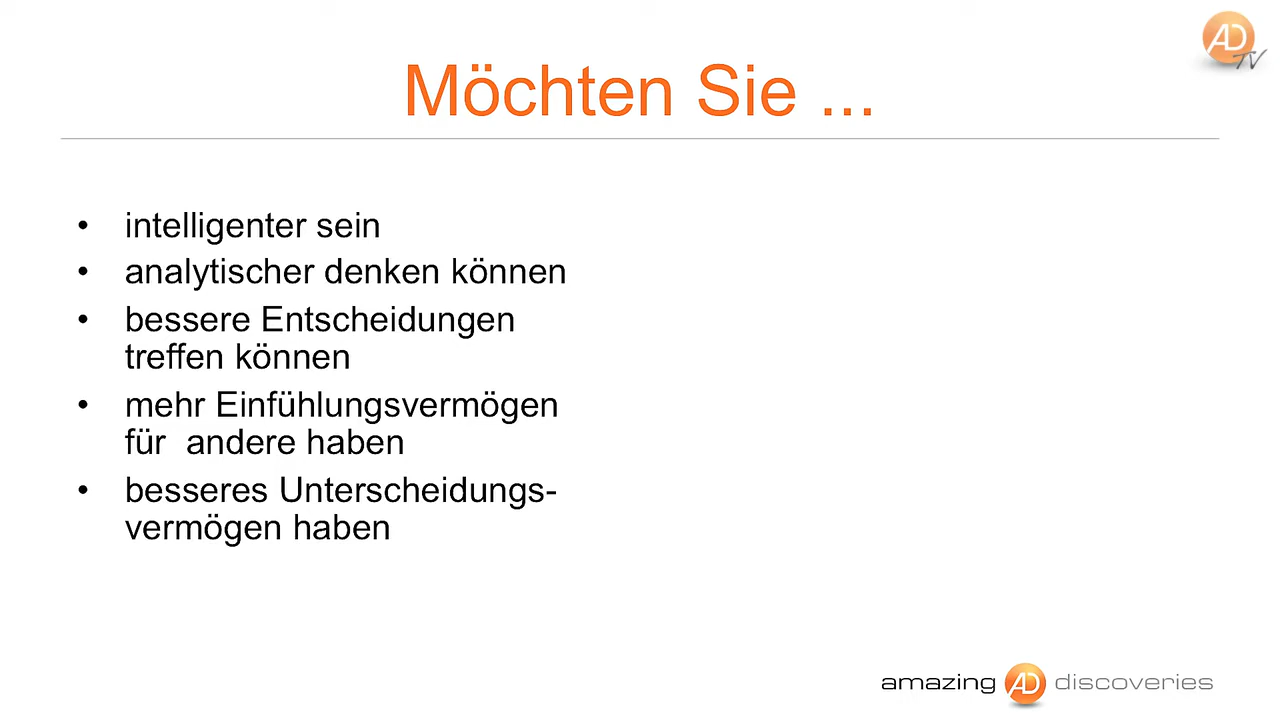 AD
TV
Möchten Sie ...
• intelligenter sein
• analytischer denken können
• bessere Entscheidungen
treffen können
• mehr Einfühlungsvermögen
für  andere haben
• besseres Unterscheidungs-
vermögen haben
amazing AD discoveries